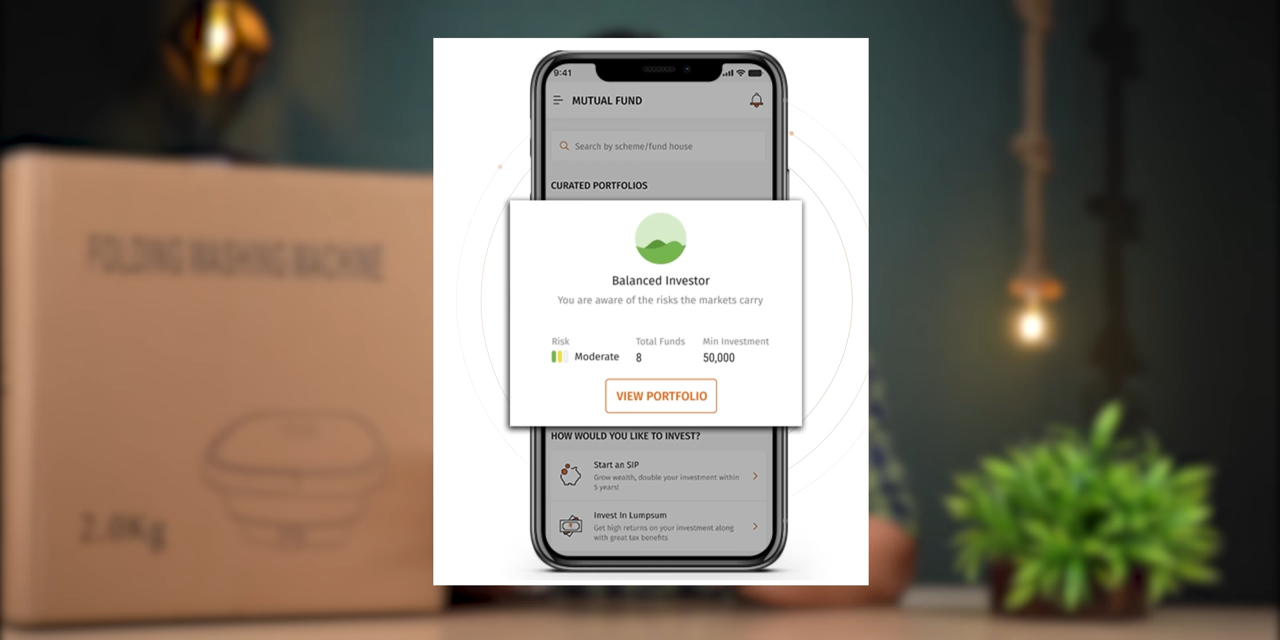 9:41
MUTUAL FUND
Search by scheme/fund house
CURATED PORTFOLIOS
Balanced Investor
You are aware of the risks the markets carry
Risk Total Funds Min Investment
Moderate 8 50,000
VIEW PORTFOLIO
HOW WOULD YOU LIKE TO INVEST?
Start an SIP
Grow wealth, double your investment within
5 years!
Invest In Lumpsum
Get high returns on your investment along
with great tax benefits
FOLDING WASHING MACHINE
2.0Kg